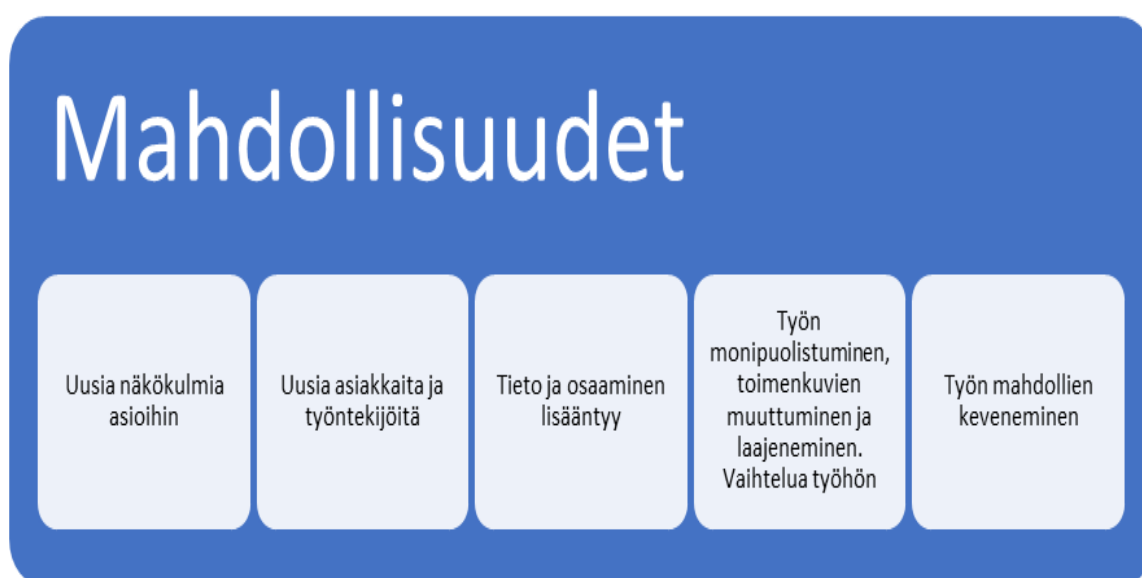 Mahdollisuudet
Uusia näkökulmia
asioihin
Uusia asiakkaita ja
työntekijöitä
Tieto ja osaaminen
lisääntyy
Työn
monipuolistuminen,
toimenkuvien
muuttuminen ja
laajeneminen.
Vaihtelua työhön
Työn mahdollien
keveneminen